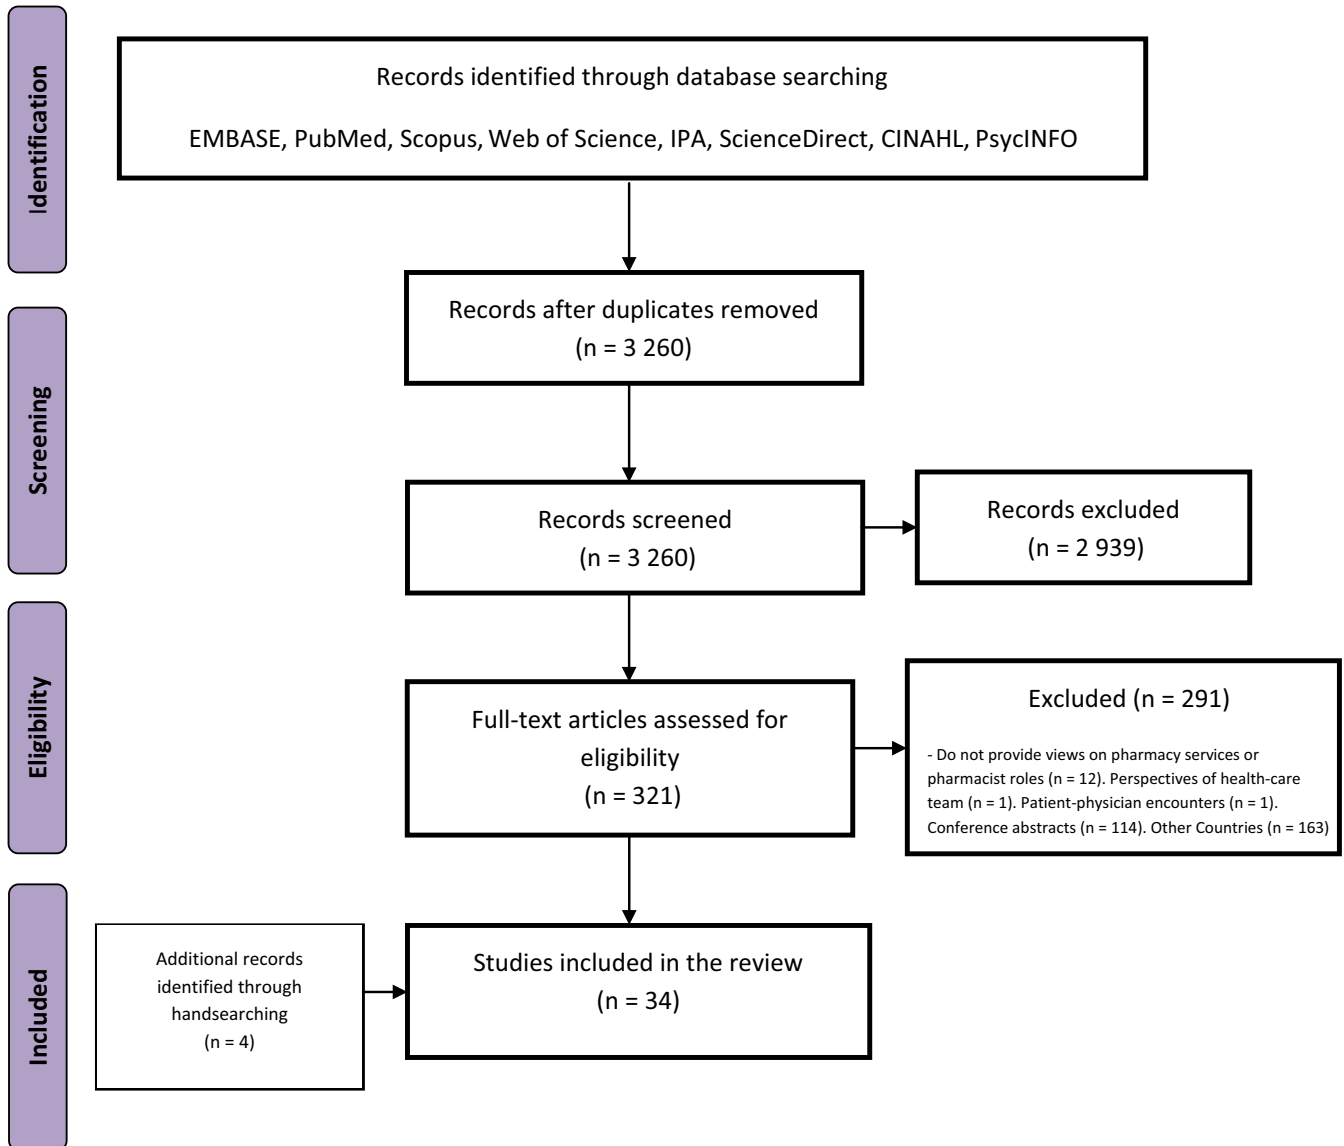 Identification
Records identified through database searching
EMBASE, PubMed, Scopus, Web of Science, IPA, ScienceDirect, CINAHL, PsycINFO
Records after duplicates removed
(n = 3 260)
Screening
Records screened
(n = 3 260)
Records excluded
(n = 2 939)
Eligibility
Full-text articles assessed for
eligibility
(n = 321)
Excluded (n = 291)
- Do not provide views on pharmacy services or
pharmacist roles (n = 12). Perspectives of health-care
team (n = 1). Patient-physician encounters (n = 1).
Conference abstracts (n = 114). Other Countries (n = 163)
Included
Additional records
identified through
handsearching
(n = 4)
Studies included in the review
(n = 34)